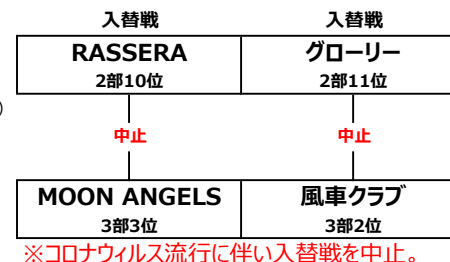 入替戦 入替戦
RASSERA グローリー
2部10位 2部11位
)
中止 中止
MOON ANGELS 風車クラブ
3部3位 3部2位
※コロナウィルス流行に伴い入替戦を中止。